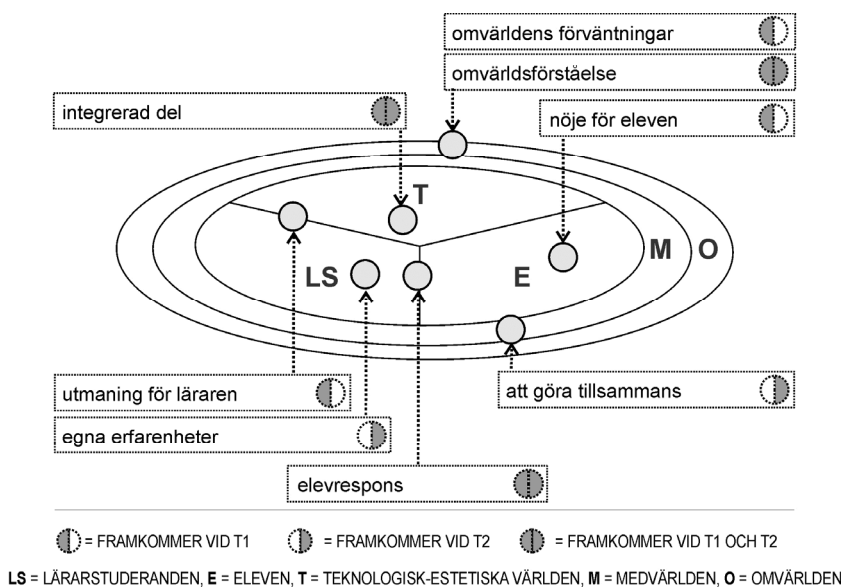 omvärldens förväntningar
omvärldsförståelse
integrerad del
nöje för eleven
T
M
O
LS
E
utmaning för läraren
att göra tillsammans
egna erfarenheter
elevrespons
= FRAMKOMMER VID T1
= FRAMKOMMER VID T2
= FRAMKOMMER VID T1 OCH T2
LS = LÄRARSTUDERANDEN, E = ELEVEN, T = TEKNOLOGISK-ESTETISKA VÄRLDEN, M = MEDVÄRLDEN, O = OMVÄRLDEN